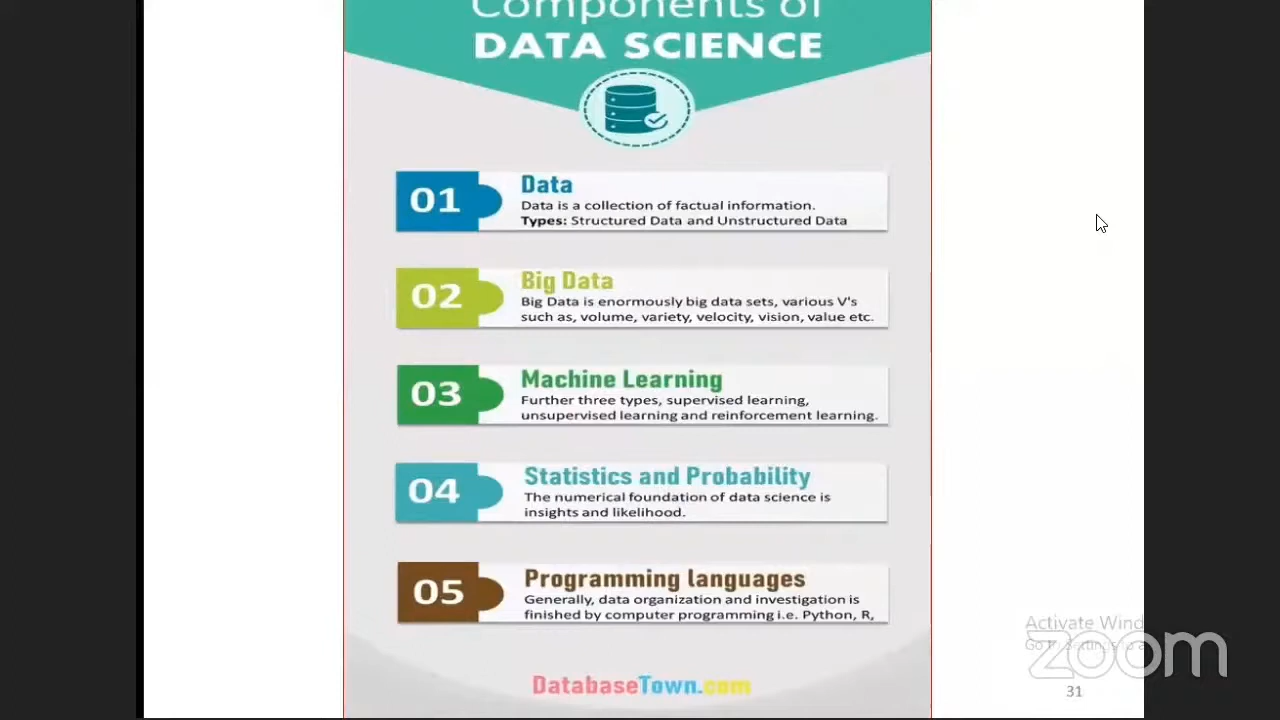 Components of
DATA SCIENCE
01
Data
Data is a collection of factual information.
Types: Structured Data and Unstructured Data
02
Big Data
Big Data is enormously big data sets, various V's
such as, volume, variety, velocity, vision, value etc.
03
Machine Learning
Further three types, supervised learning,
unsupervised learning and reinforcement learning.
04
Statistics and Probability
The numerical foundation of data science is
insights and likelihood.
05
Programming languages
Generally, data organization and investigation is
finished by computer programming i.e. Python, R,
DatabaseTown.com
Activate Wind
Go to Settings to a
zoom
31